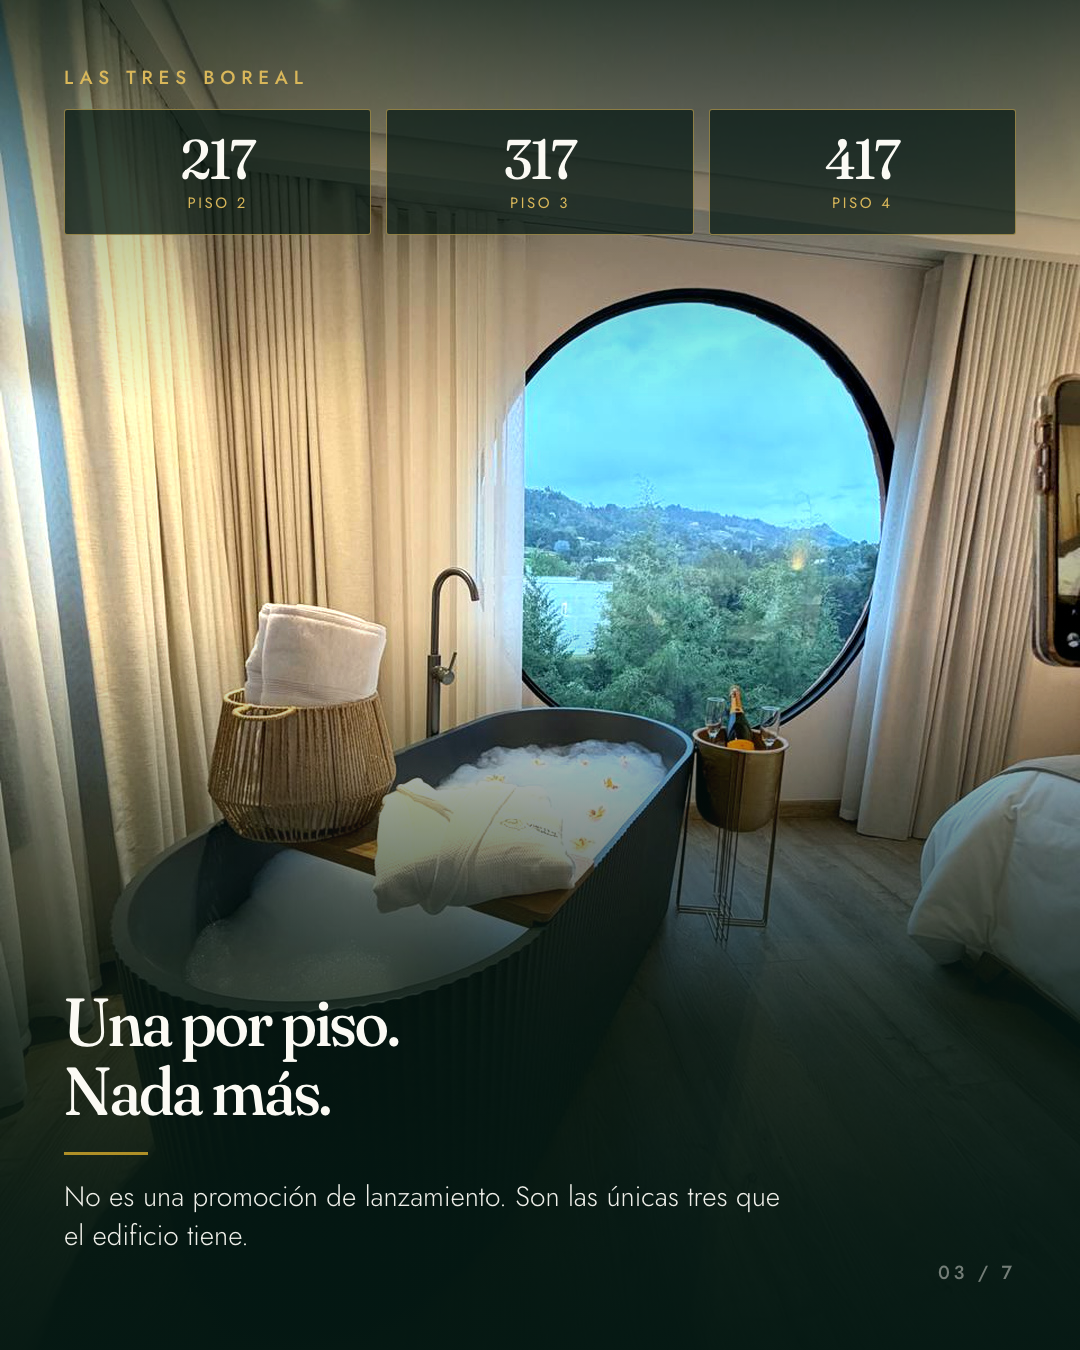 LAS TRES BOREAL
217
PISO 2
317
PISO 3
417
PISO 4
Una por piso.
Nada más.
No es una promoción de lanzamiento. Son las únicas tres que
el edificio tiene.
03 / 7